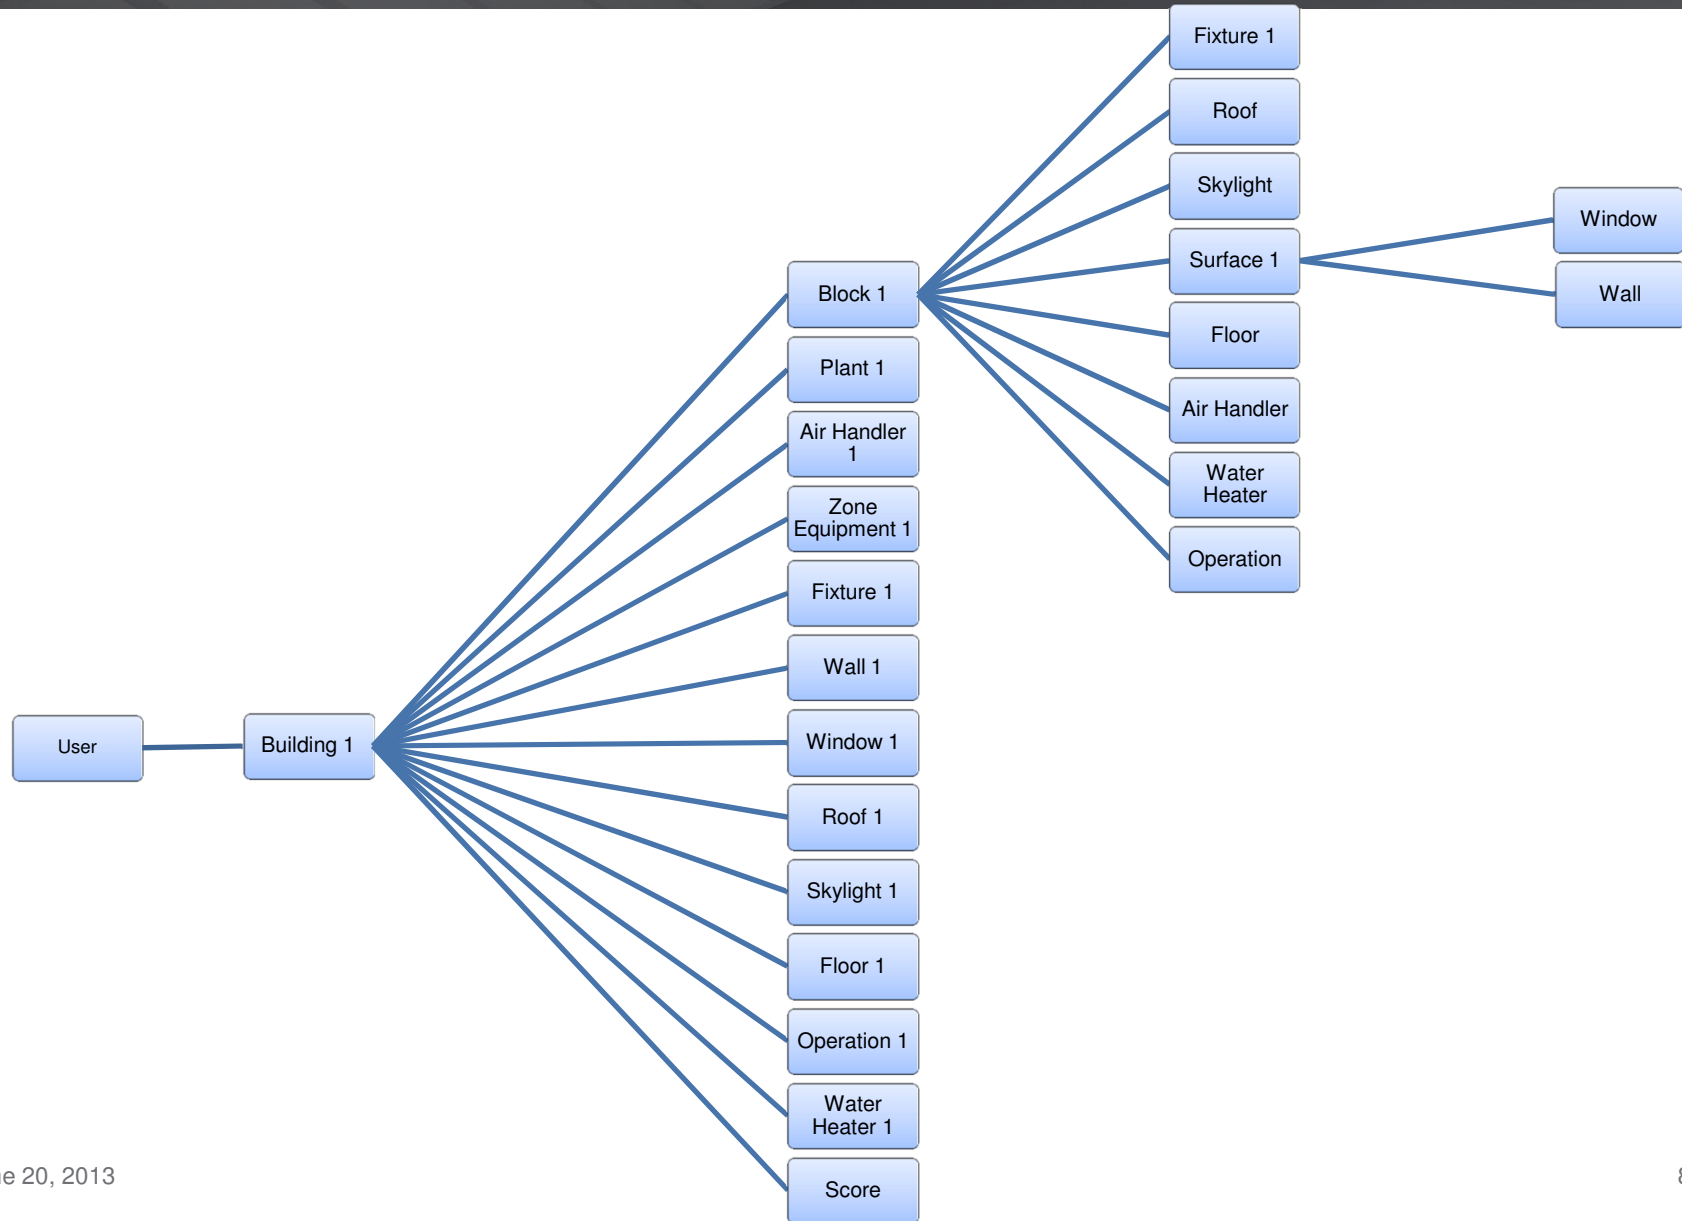 User
Building 1
Block 1
Plant 1
Air Handler
1
Zone
Equipment 1
Fixture 1
Wall 1
Window 1
Roof 1
Skylight 1
Floor 1
Operation 1
Water
Heater 1
Score
Fixture 1
Roof
Skylight
Surface 1
Floor
Air Handler
Water
Heater
Operation
Window
Wall
20, 2013